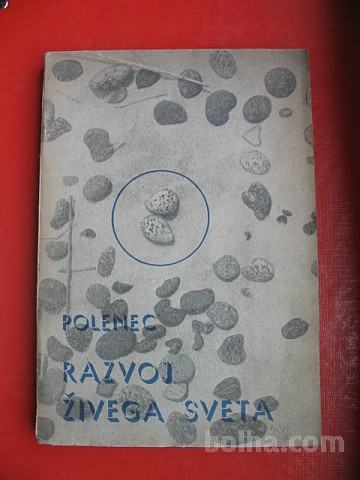 POLENEC
RAZVOJ
ŽIVEGA SVETA
bolha.com